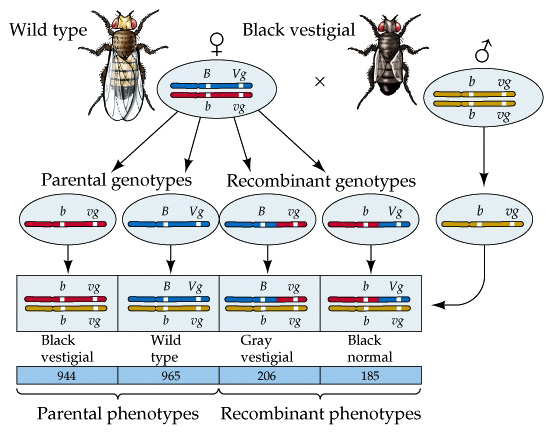 Wild type
♀
Black vestigial
♂
B Vg
b vg
×
b vg
b vg
Parental genotypes
Recombinant genotypes
b vg
B Vg
B vg
b Vg
b vg
b vg
B Vg
B vg
b Vg
b vg
b vg
b vg
b vg
Black vestigial
Wild type
Gray vestigial
Black normal
944
965
206
185
Parental phenotypes
Recombinant phenotypes